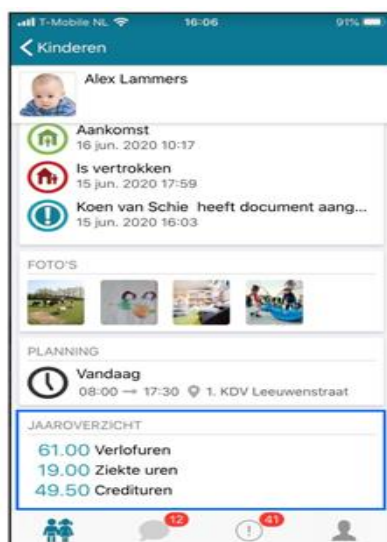 T-Mobile NL 16:06 91%
Kinderen
Alex Lammers
Aankomst
16 jun. 2020 10:17
Is vertrokken
15 jun. 2020 17:59
Koen van Schie heeft document aang...
15 jun. 2020 16:03
FOTO'S
PLANNING
Vandaag
08:00 → 17:30 1. KDV Leeuwenstraat
JAAROVERZICHT
61.00 Verlofuren
19.00 Ziekte uren
49.50 Credituren
12 41